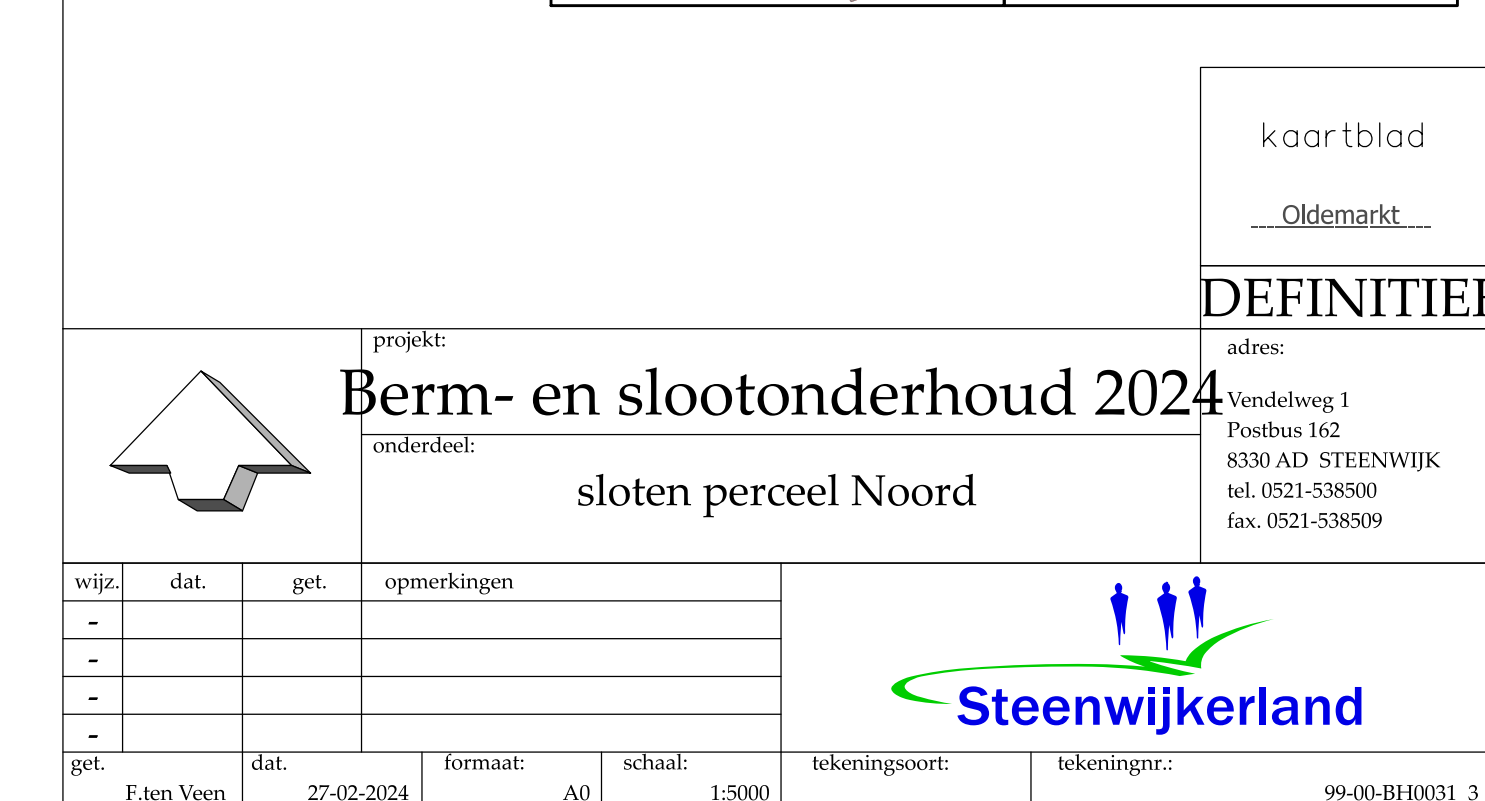 kaartblad
Oldemarkt
DEFINITIE
projekt:
Berm- en slootonderhoud 2024
onderdeel:
sloten perceel Noord
adres:
Vendelweg 1
Postbus 162
8330 AD STEENWIJK
tel. 0521-538500
fax. 0521-538509
wijz. dat. get. opmerkingen
-
-
-
-
Steenwijkerland
get. dat. formaat: schaal: tekeningsoort: tekeningnr.:
F.ten Veen 27-02-2024 A0 1:5000 99-00-BH0031 3